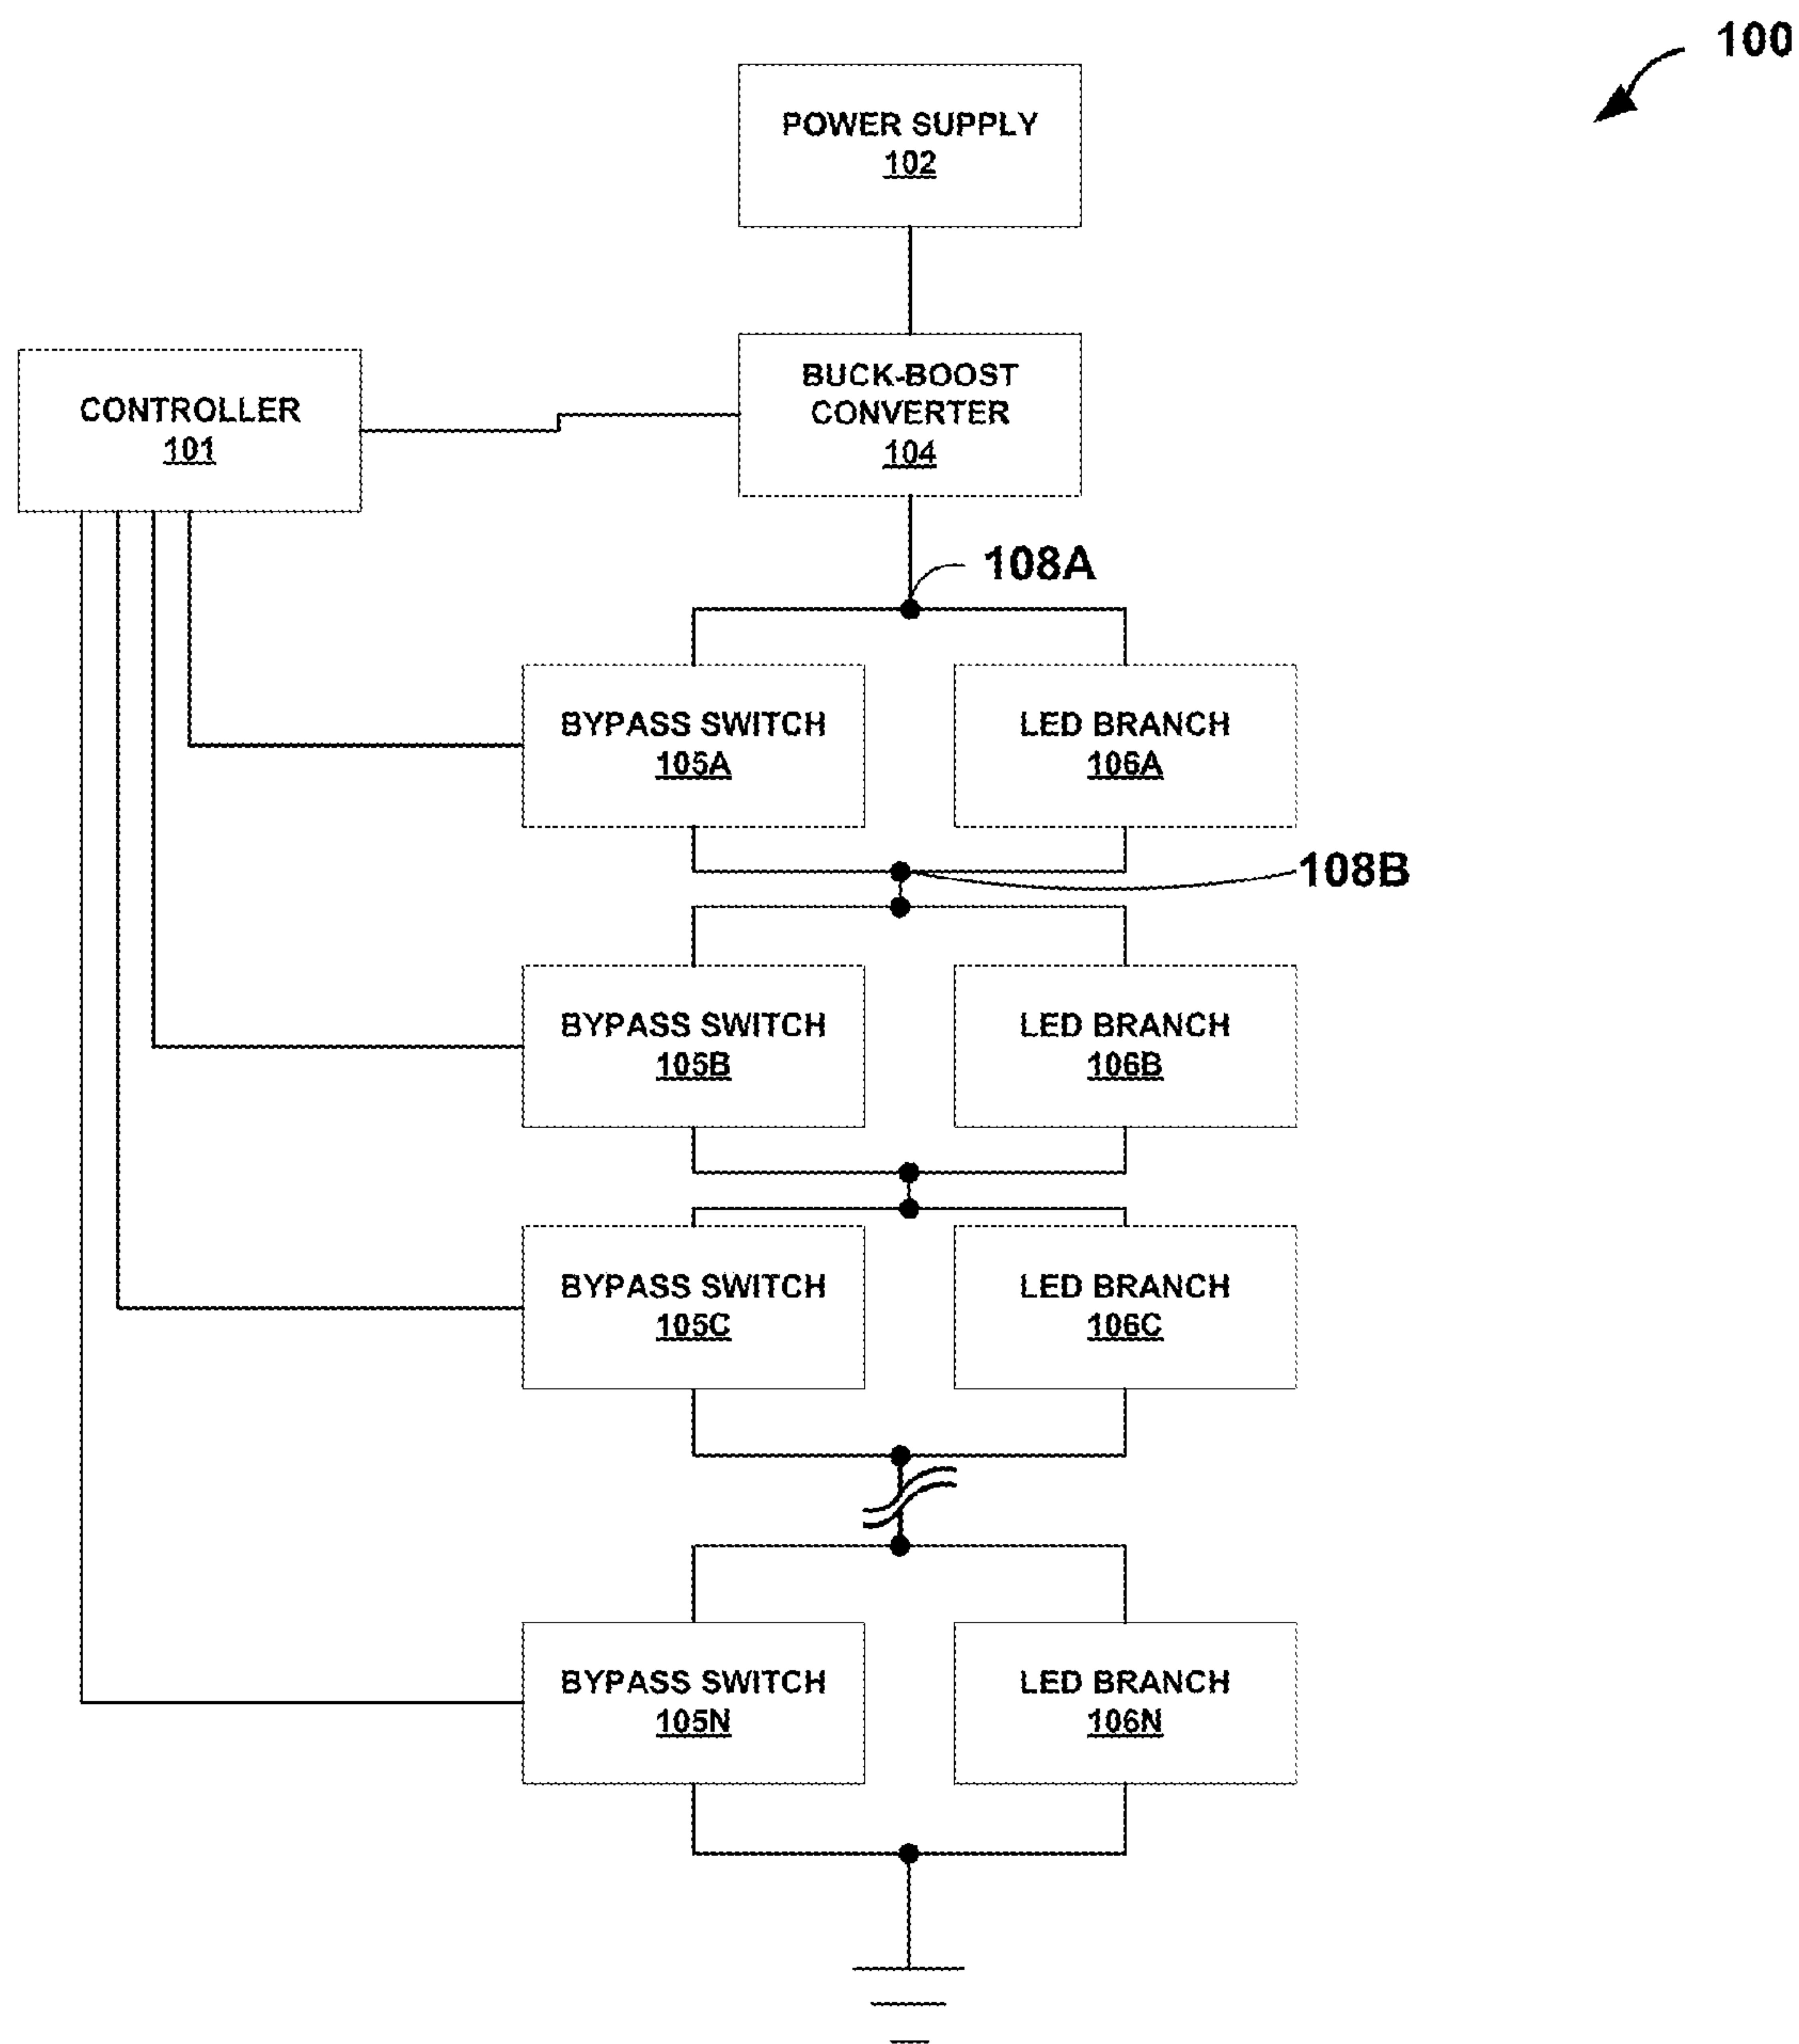 100
POWER SUPPLY
102
BUCK-BOOST
CONVERTER
104
CONTROLLER
101
108A
BYPASS SWITCH
105A
LED BRANCH
106A
108B
BYPASS SWITCH
105B
LED BRANCH
106B
BYPASS SWITCH
105C
LED BRANCH
106C
BYPASS SWITCH
105N
LED BRANCH
106N